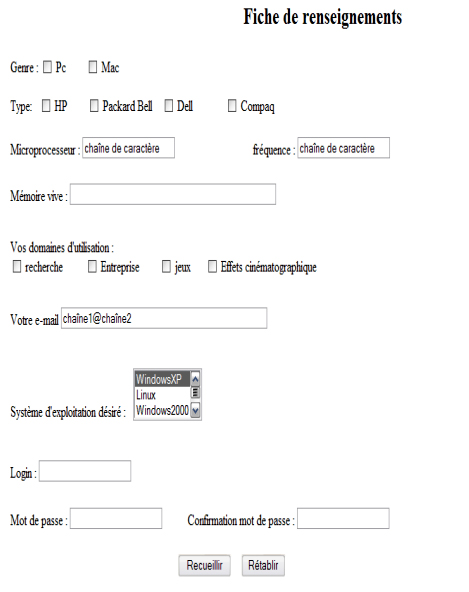 Fiche de renseignements
Genre : Pc Mac
Type: HP Packard Bell Dell Compaq
Microprocesseur : chaîne de caractère fréquence : chaîne de caractère
Mémoire vive :
Vos domaines d'utilisation :
recherche Entreprise jeux Effets cinématographique
Votre e-mail chaîne1@chaîne2
WindowsXP
Linux
Système d'exploitation désiré : Windows2000
Login :
Mot de passe : Confirmation mot de passe :
Recueillir Rétablir